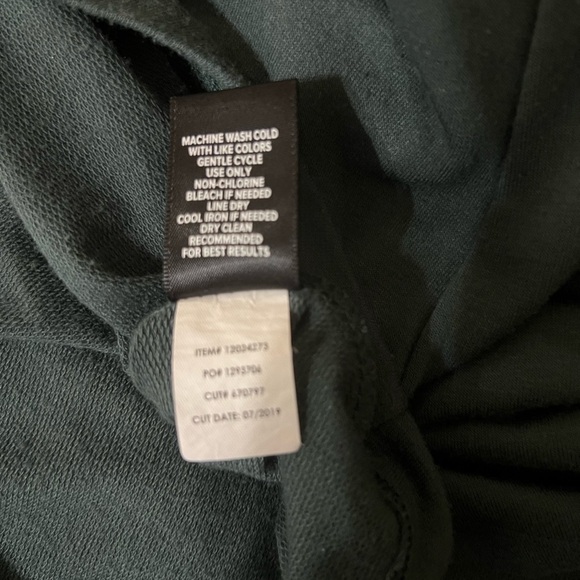 MACHINE WASH COLD
WITH LIKE COLORS
GENTLE CYCLE
USE ONLY
NON-CHLORINE
BLEACH IF NEEDED
LINE DRY
COOL IRON IF NEEDED
DRY CLEAN
RECOMMENDED
FOR BEST RESULTS
ITEM# 12024273
PO# 1295706
CUT# 670797
CUT DATE: 07/2019